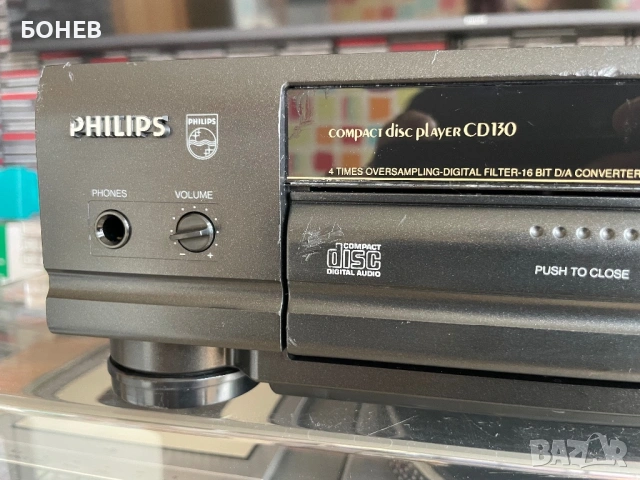 БОНЕВ
PHILIPS
PHILIPS
COMPACT disc PLAYER CD130
4 TIMES OVERSAMPLING-DIGITAL FILTER-16 BIT D/A CONVERTER
PHONES
VOLUME
- +
COMPACT
disc
DIGITAL AUDIO
PUSH TO CLOSE
BAZAR